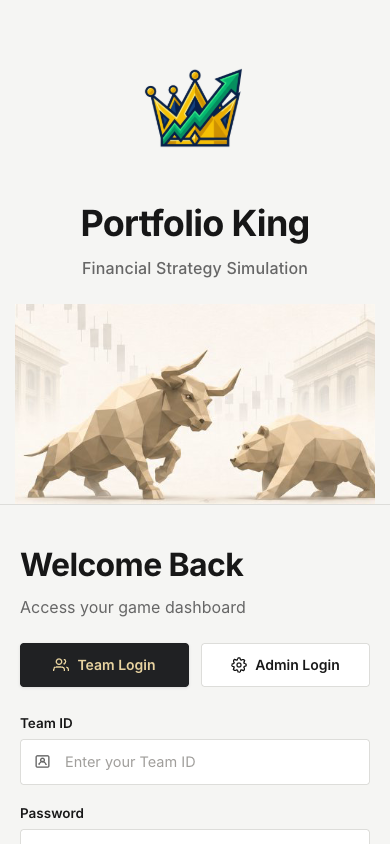 Portfolio King
Financial Strategy Simulation
Welcome Back
Access your game dashboard
Team Login
Admin Login
Team ID
Enter your Team ID
Password